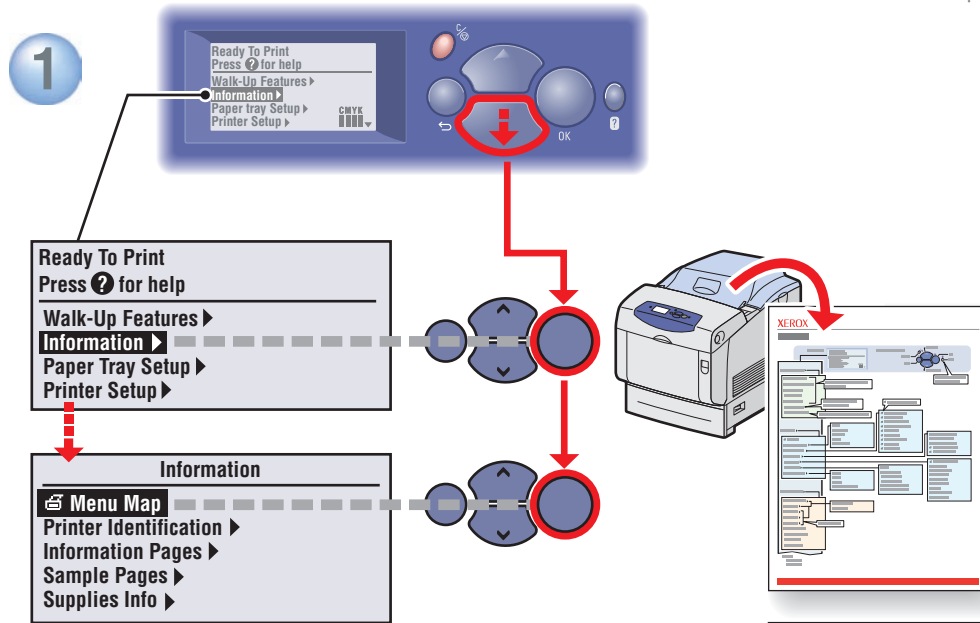 1
Ready To Print
Press ? for help
Walk-Up Features
Information
Paper tray Setup
Printer Setup
CMYK
C/
OK
?
Ready To Print
Press ? for help
Walk-Up Features
Information
Paper Tray Setup
Printer Setup
Information
Menu Map
Printer Identification
Information Pages
Sample Pages
Supplies Info
XEROX